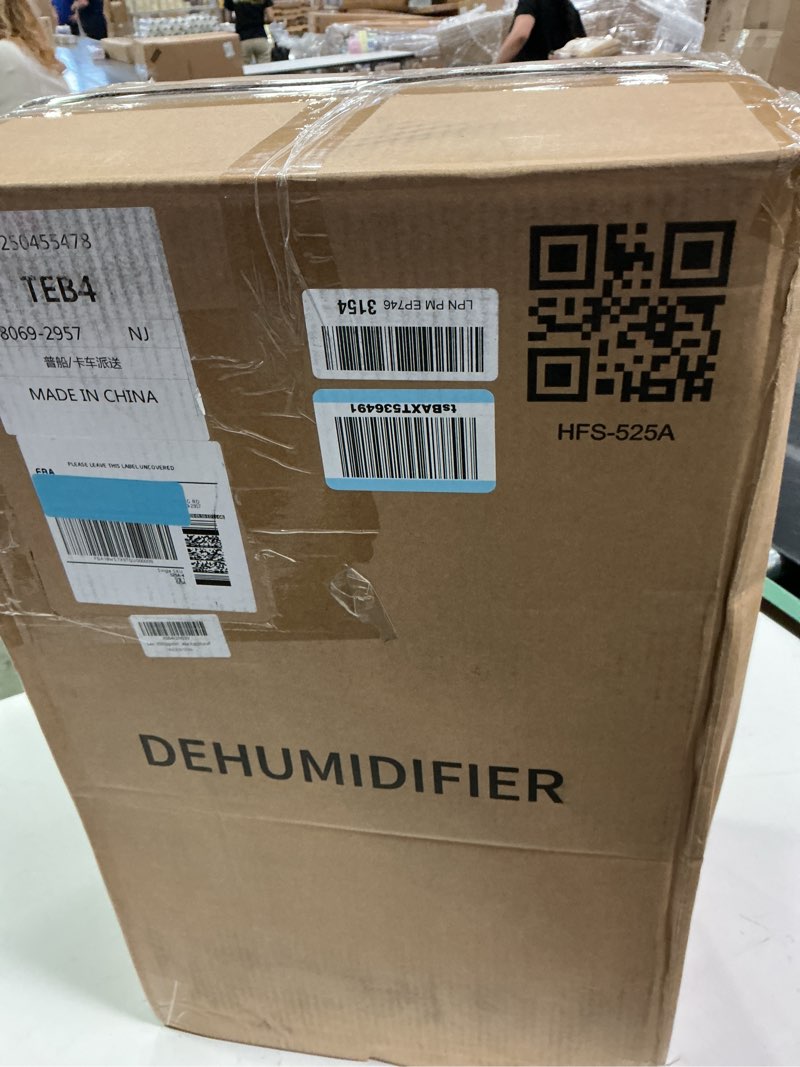 250455478
TEB4
8069-2957 NJ
普船/卡车派送
MADE IN CHINA
FBA
PLEASE LEAVE THIS LABEL UNCOVERED
LPN PM EP746 3154
tsBAXT536491
HFS-525A
DEHUMIDIFIER